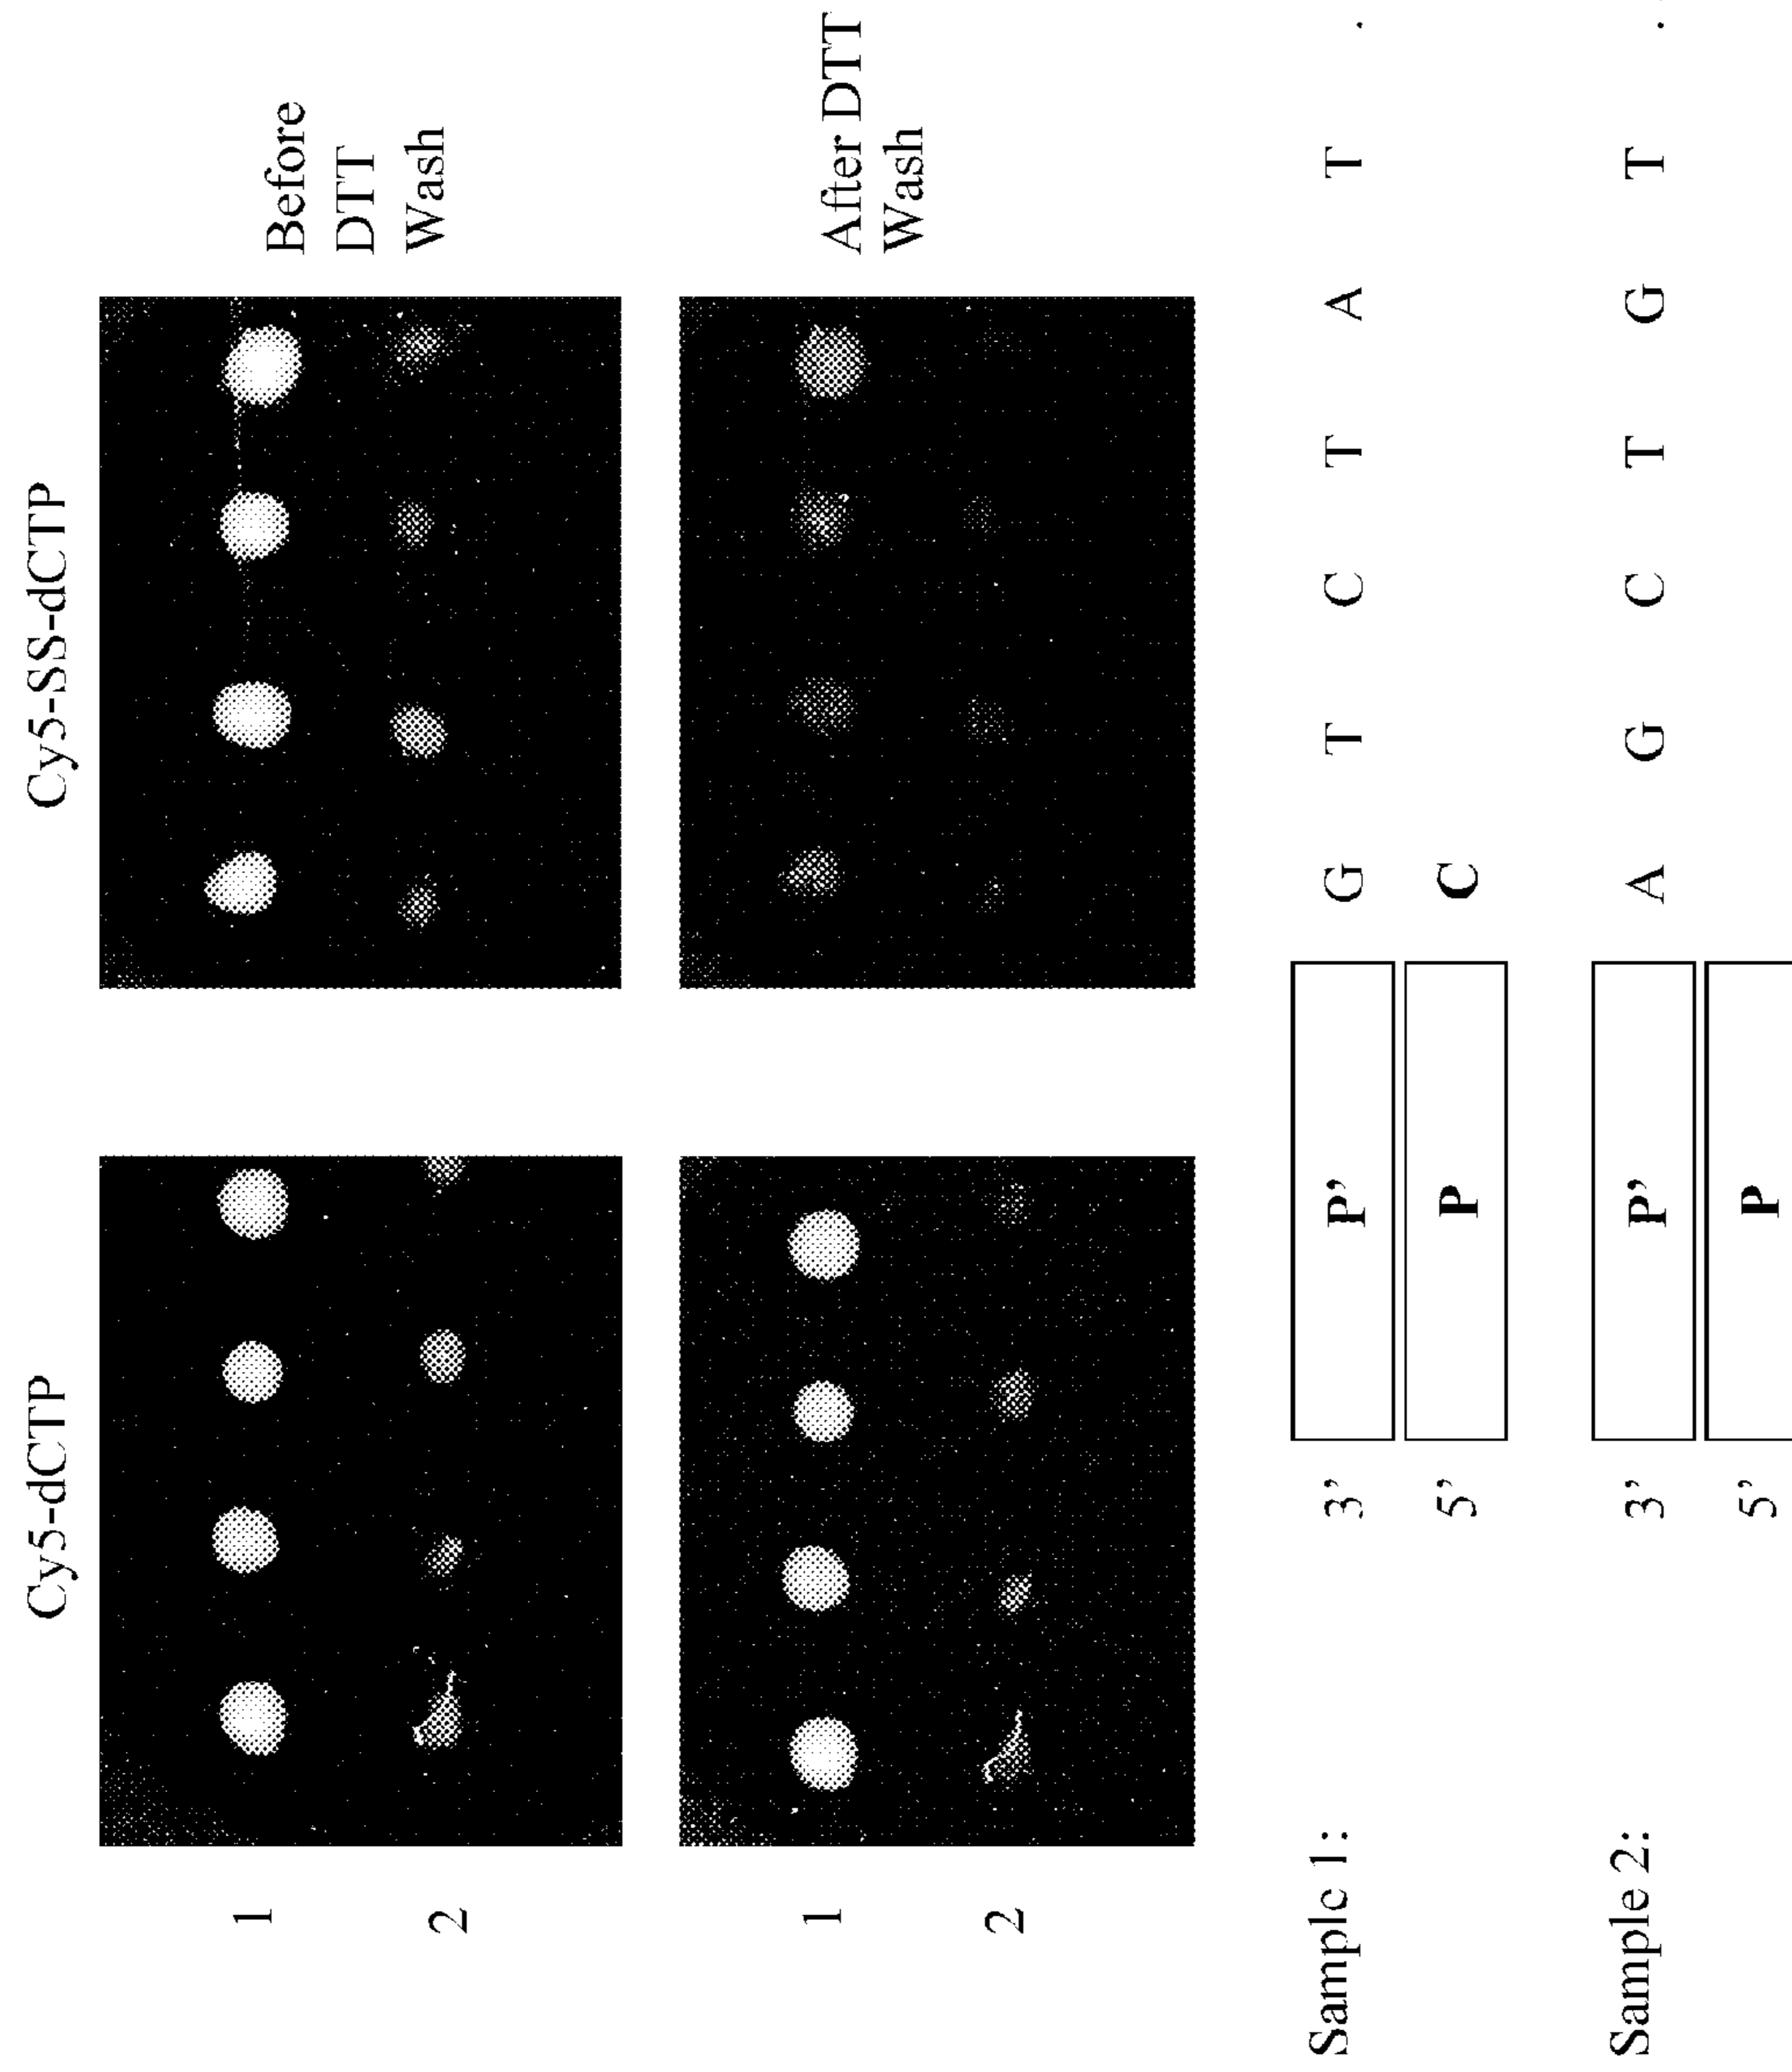 Cy5-dCTP Cy5-SS-dCTP
1
2
Before
DTT
Wash
1
2
After DTT
Wash
Sample 1: 3' P' G T C T A T .
5' P C
Sample 2: 3' P' A G C T G T .
5' P